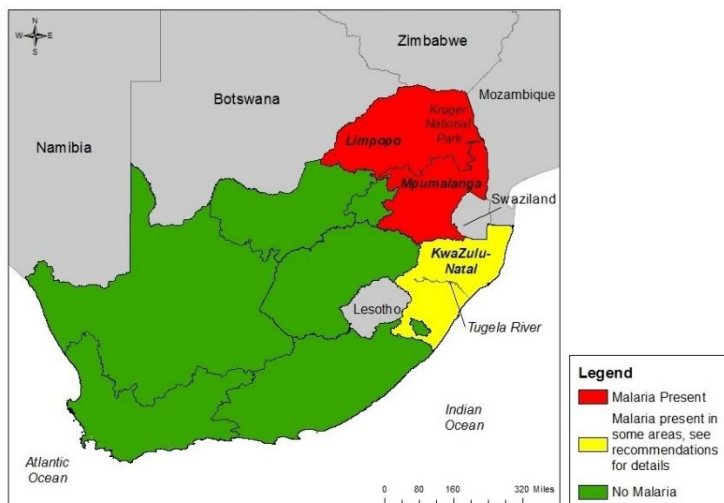 N
W E
S
Zimbabwe
Botswana
Mozambique
Namibia
Kruger
National
Park
Limpopo
Mpumalanga
Swaziland
KwaZulu-
Natal
Lesotho
Tugela River
Indian
Ocean
Atlantic
Ocean
0 80 160 320 Miles
Legend
Malaria Present
Malaria present in
some areas, see
recommendations
for details
No Malaria